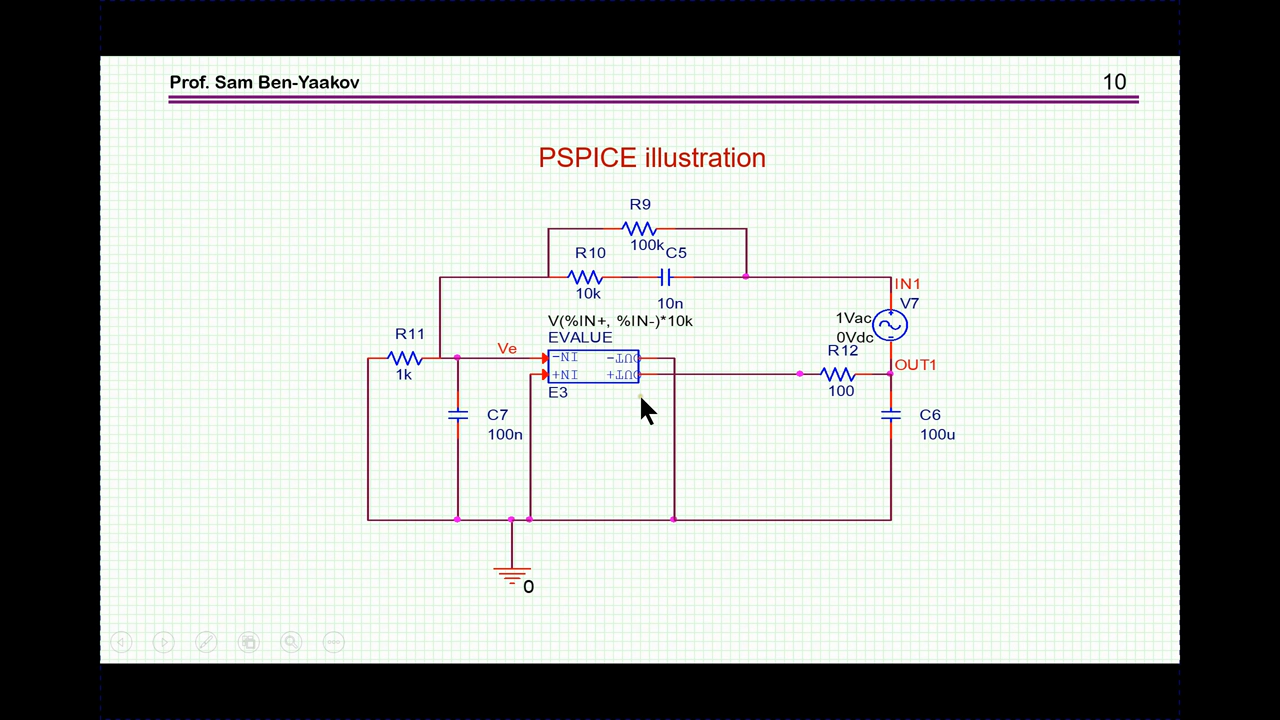 Prof. Sam Ben-Yaakov
10
PSPICE illustration
R9
100k
R10
C5
10k
10n
IN1
V7
V(%IN+, %IN-)*10k
1Vac
0Vdc
EVALUE
R11
Ve
1k
IN-
OUT-
IN+
OUT+
E3
R12
100
OUT1
C7
100n
C6
100u
0